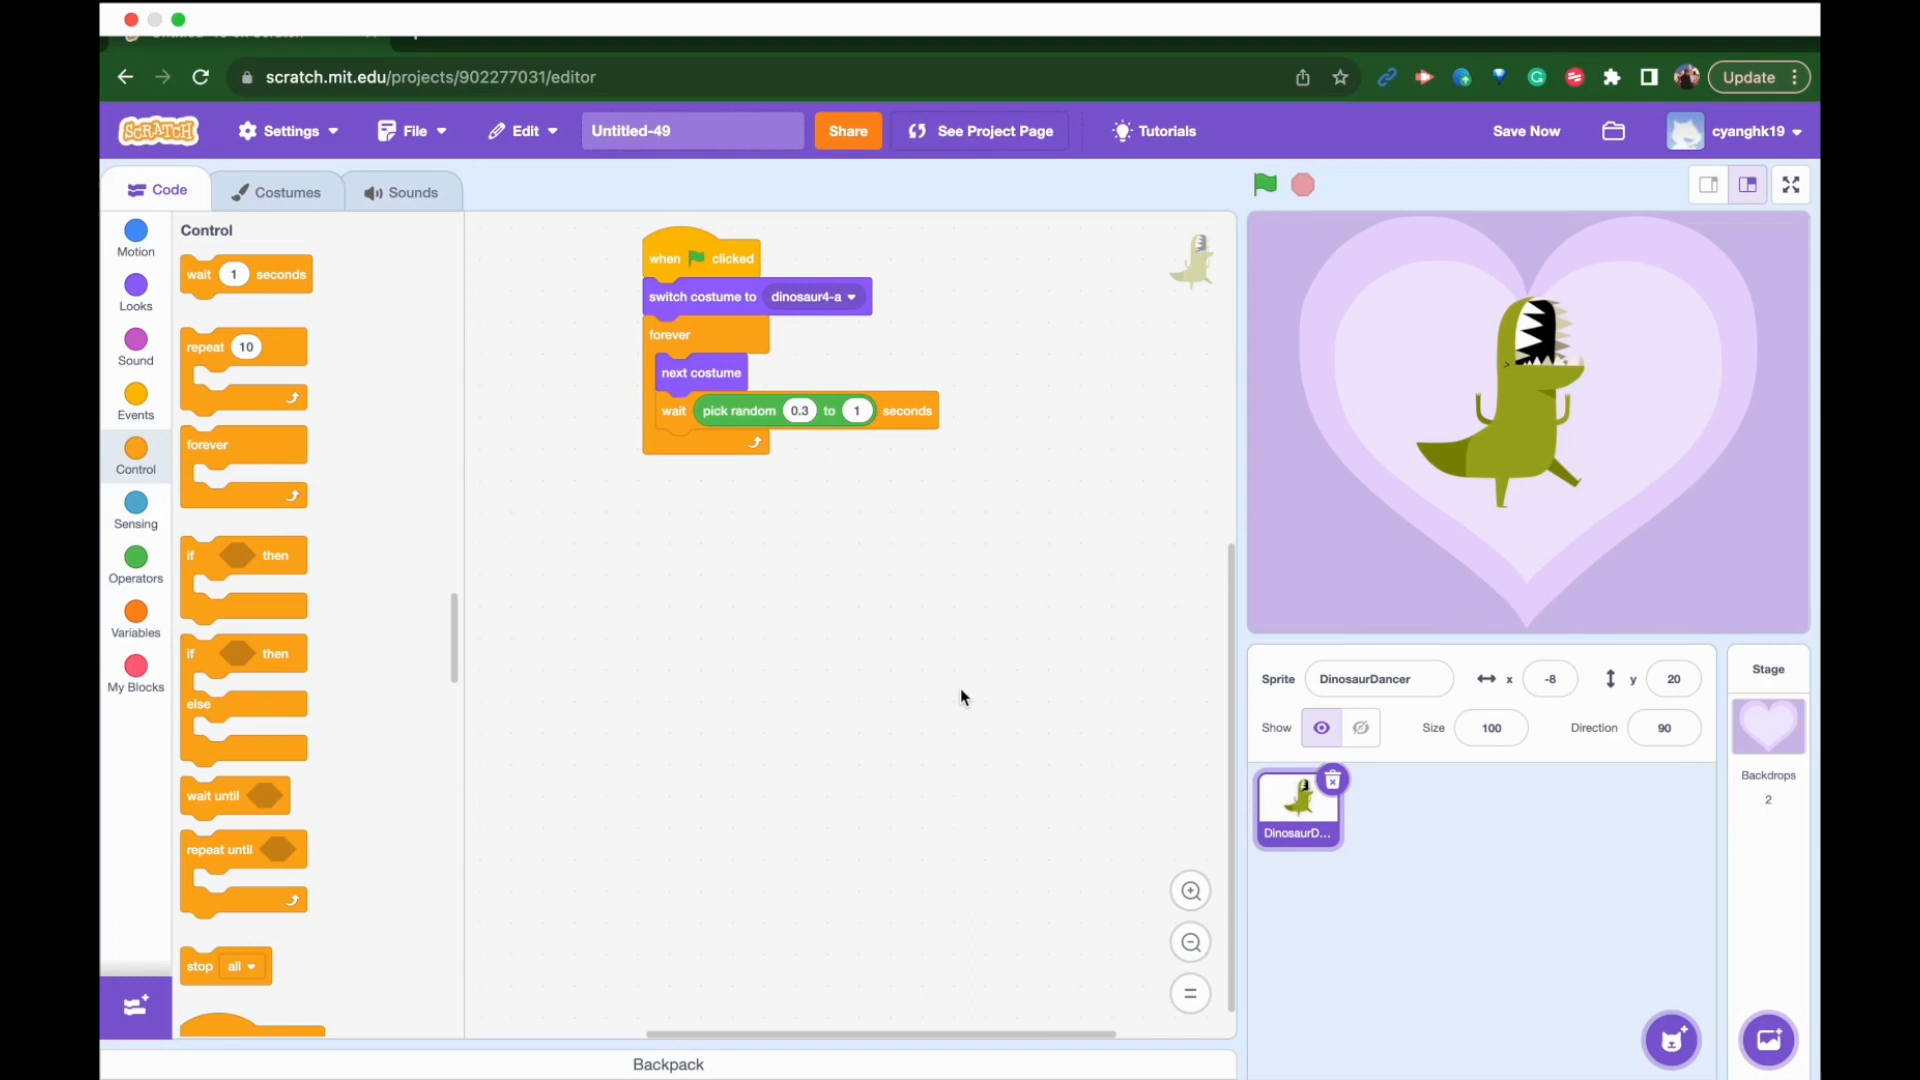 scratch.mit.edu/projects/902277031/editor
Update
SCRATCH
Settings
File
Edit
Untitled-49
Share
See Project Page
Tutorials
Save Now
cyanghk19
Code
Costumes
Sounds
Motion
Looks
Sound
Events
Control
Sensing
Operators
Variables
My Blocks
Control
wait 1 seconds
repeat 10
forever
if then
if then
else
wait until
repeat until
stop all
when clicked
switch costume to dinosaur4-a
forever
next costume
wait pick random 0.3 to 1 seconds
Sprite DinosaurDancer x -8 y 20
Show Size 100 Direction 90
DinosaurD...
Stage
Backdrops
2
Backpack